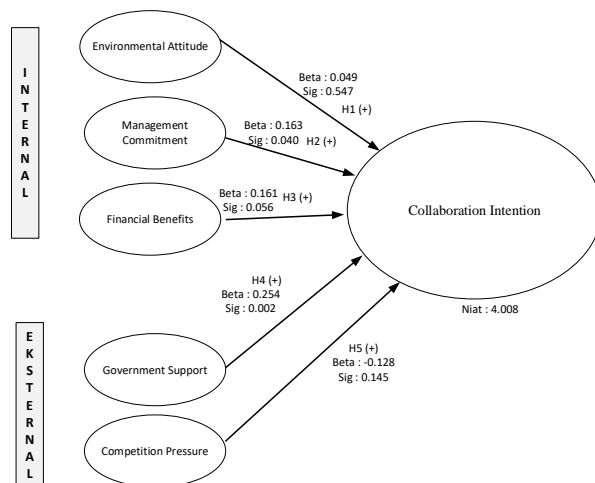 INTERNAL
Environmental Attitude
Beta : 0.049
Sig : 0.547
H1 (+)
Management
Commitment
Beta : 0.163
Sig : 0.040
H2 (+)
Financial Benefits
Beta : 0.161
Sig : 0.056
H3 (+)
Collaboration Intention
Niat : 4.008
EKSTERNAL
Government Support
H4 (+)
Beta : 0.254
Sig : 0.002
Competition Pressure
H5 (+)
Beta : -0.128
Sig : 0.145